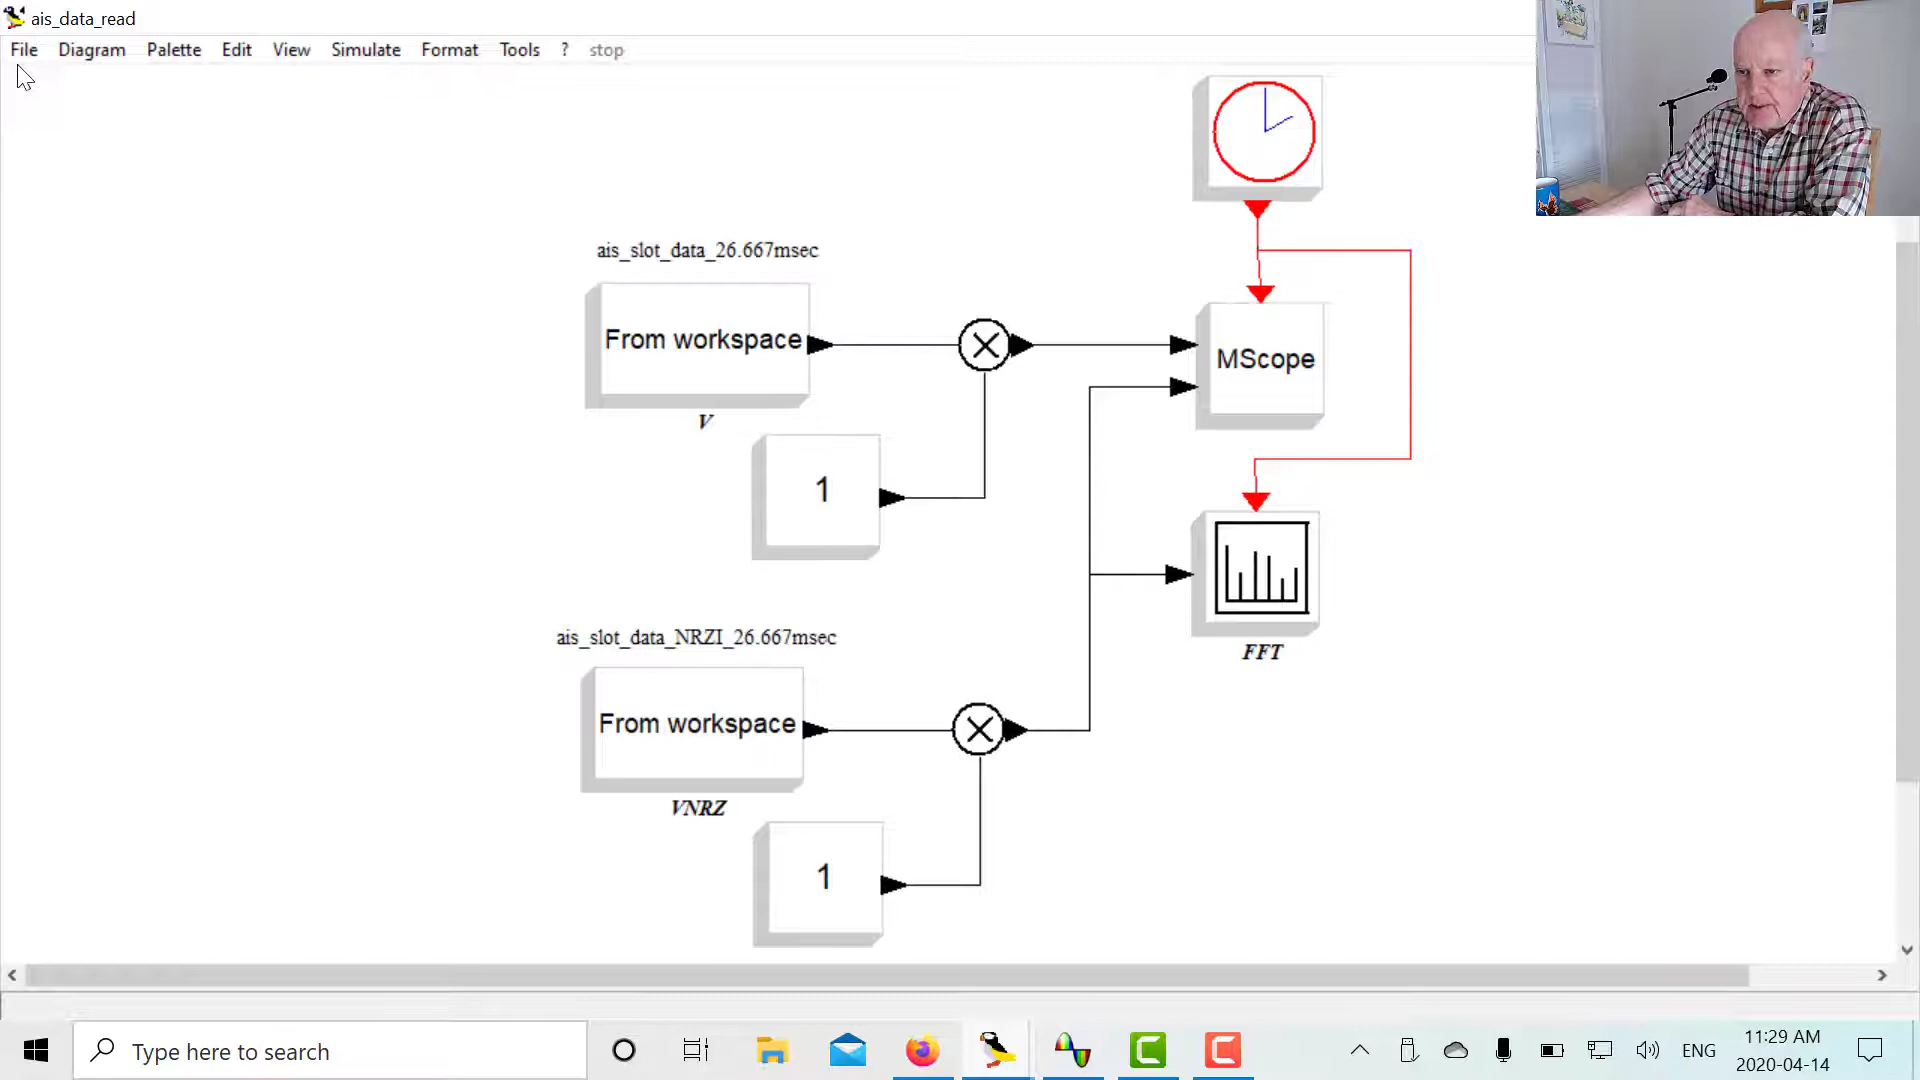 ais_data_read
File Diagram Palette Edit View Simulate Format Tools ? stop
ais_slot_data_26.667msec
From workspace
V
1
MScope
FFT
ais_slot_data_NRZI_26.667msec
From workspace
VNRZ
1
Type here to search
ENG
11:29 AM
2020-04-14